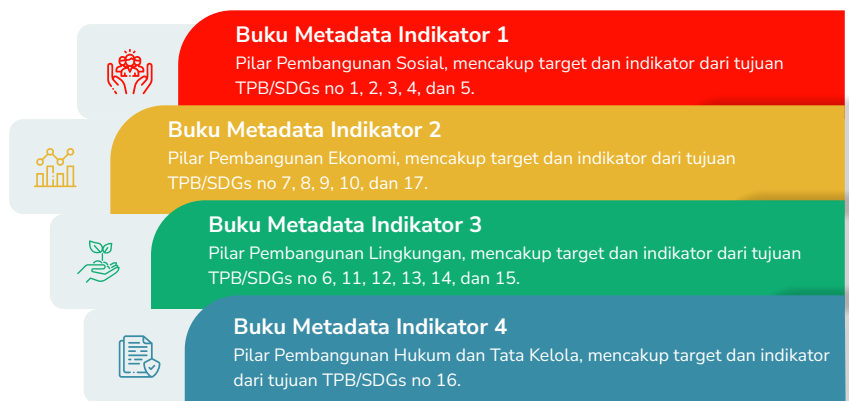 Buku Metadata Indikator 1
Pilar Pembangunan Sosial, mencakup target dan indikator dari tujuan
TPB/SDGs no 1, 2, 3, 4, dan 5.
Buku Metadata Indikator 2
Pilar Pembangunan Ekonomi, mencakup target dan indikator dari tujuan
TPB/SDGs no 7, 8, 9, 10, dan 17.
Buku Metadata Indikator 3
Pilar Pembangunan Lingkungan, mencakup target dan indikator dari tujuan
TPB/SDGs no 6, 11, 12, 13, 14, dan 15.
Buku Metadata Indikator 4
Pilar Pembangunan Hukum dan Tata Kelola, mencakup target dan indikator
dari tujuan TPB/SDGs no 16.